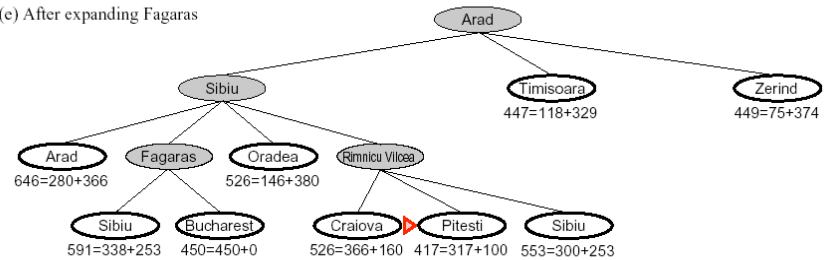 (e) After expanding Fagaras
Arad
Sibiu
Timisoara
Zerind
447=118+329
449=75+374
Arad
Fagaras
Oradea
Rimnicu Vilcea
646=280+366
526=146+380
Sibiu
Bucharest
Craiova
Pitesti
Sibiu
591=338+253
450=450+0
526=366+160
417=317+100
553=300+253